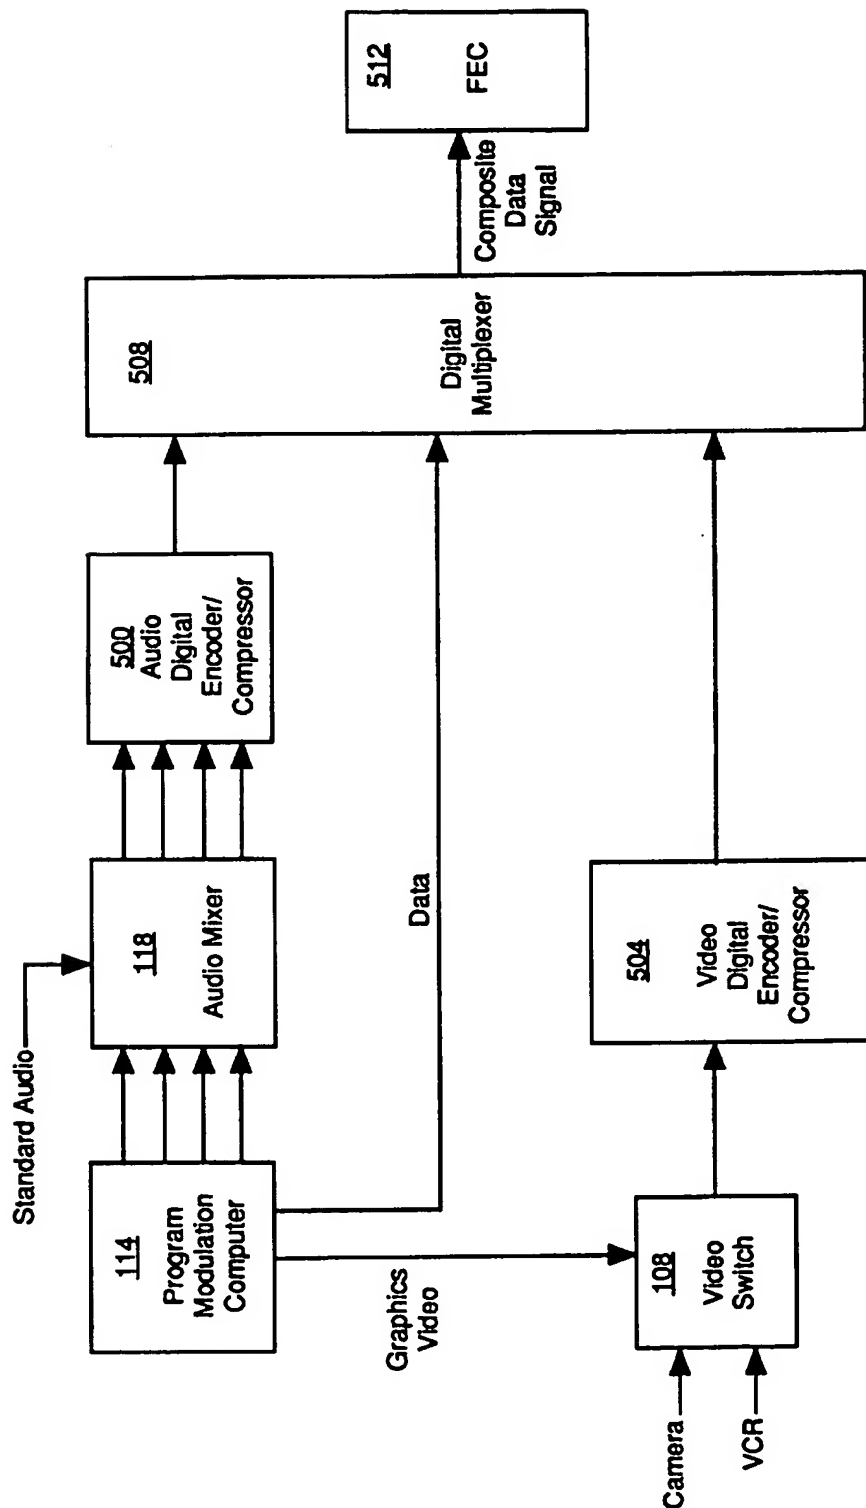 Standard Audio
114
Program
Modulation
Computer
118
Audio Mixer
500
Audio
Digital
Encoder/
Compressor
508
Digital
Multiplexer
Composite
Data
Signal
512
FEC
Data
Graphics
Video
Camera
VCR
108
Video
Switch
504
Video
Digital
Encoder/
Compressor